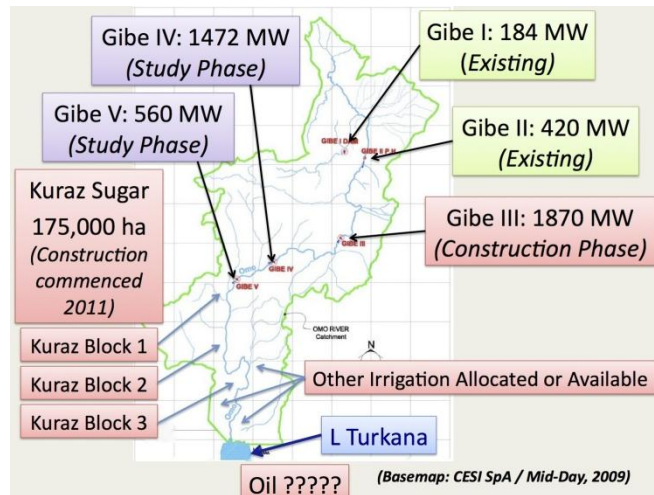 Gibe IV: 1472 MW
(Study Phase)
Gibe I: 184 MW
(Existing)
Gibe V: 560 MW
(Study Phase)
Gibe II: 420 MW
(Existing)
Kuraz Sugar
175,000 ha
(Construction
commenced
2011)
Gibe III: 1870 MW
(Construction Phase)
GIBE I DAM
GIBE II P.H
GIBE III
GIBE IV
Omo
GIBE V
OMO RIVER
Catchment
N
Kuraz Block 1
Kuraz Block 2
Kuraz Block 3
Other Irrigation Allocated or Available
L Turkana
Oil ?????
(Basemap: CESI SpA / Mid-Day, 2009)